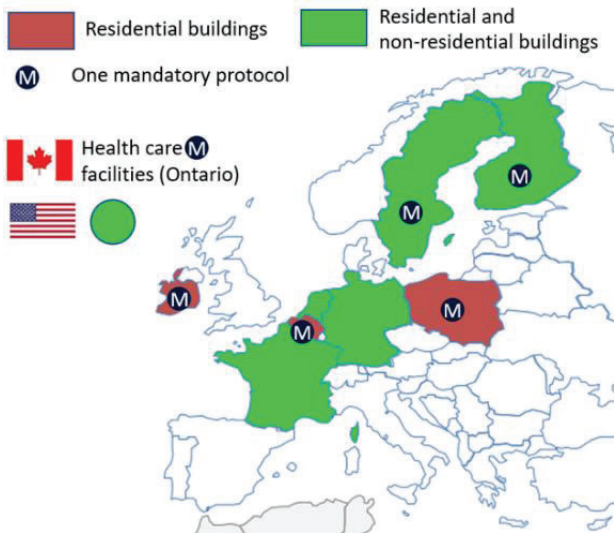 Residential buildings
Residential and
non-residential buildings
M One mandatory protocol
Health care M
facilities (Ontario)
M
M
M
M
M